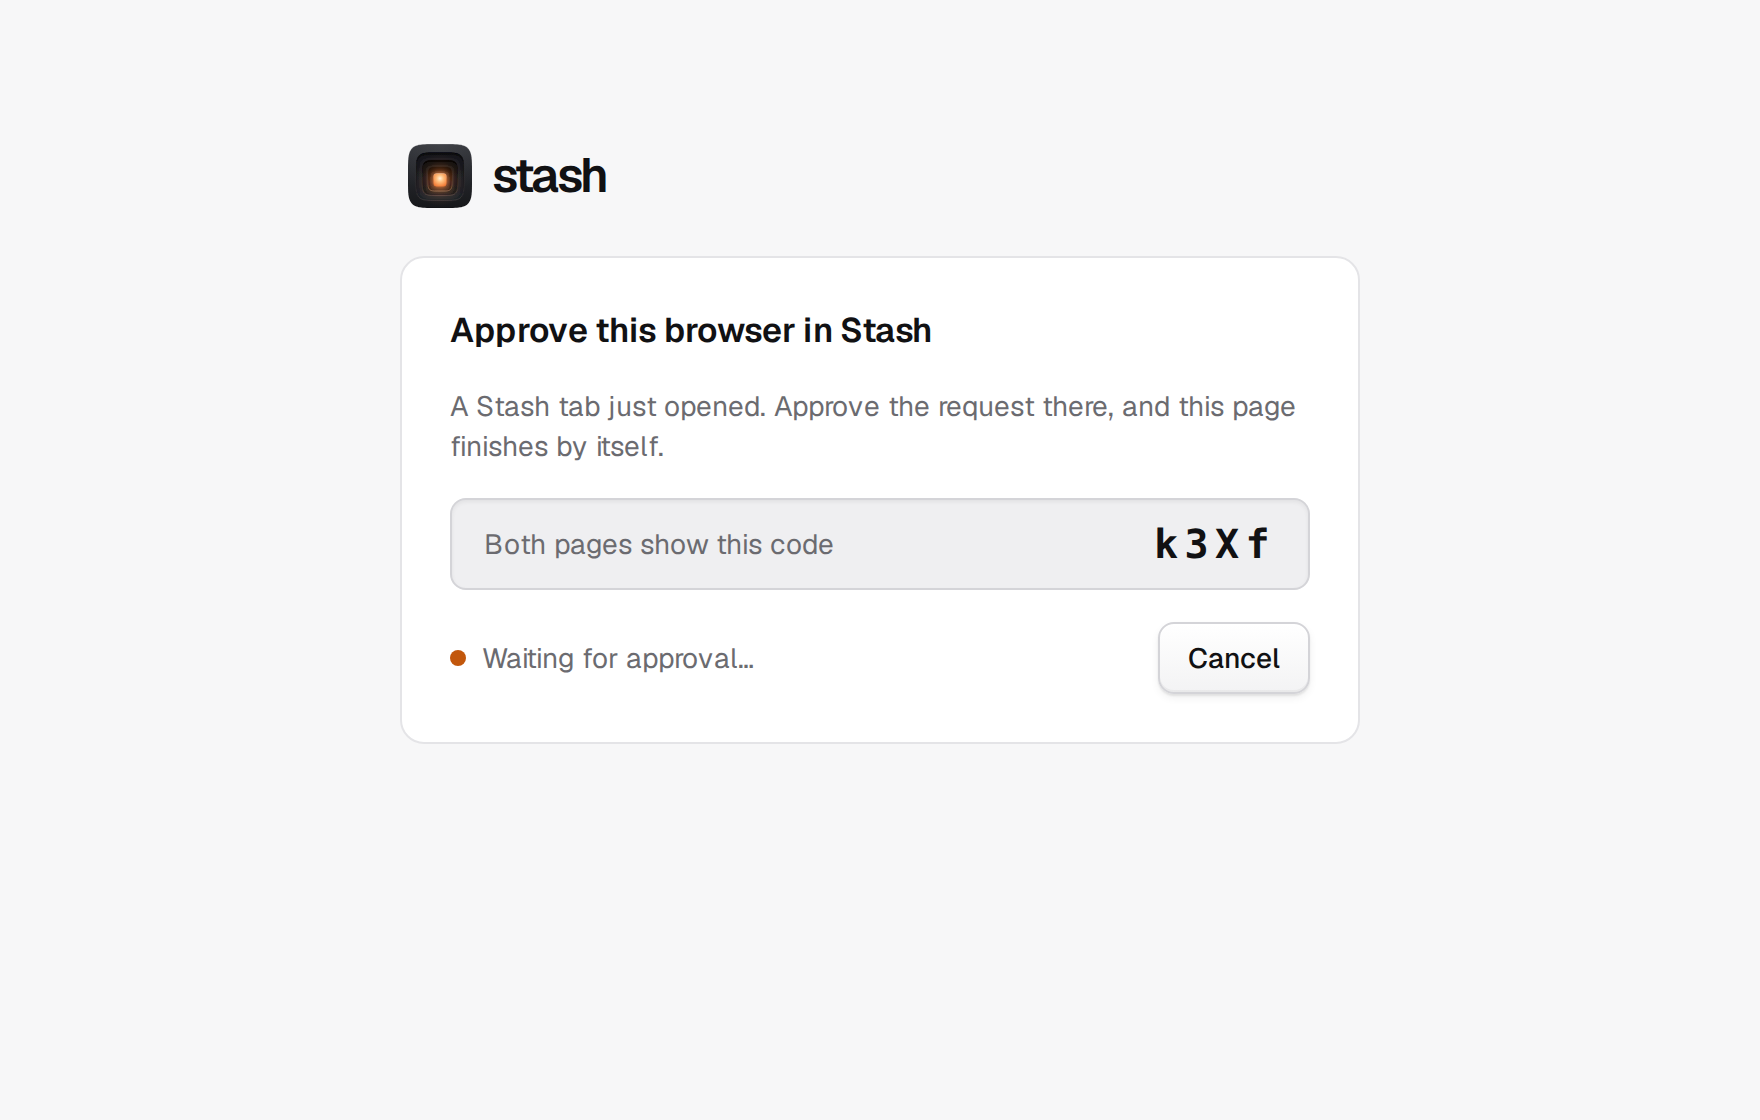 stash
Approve this browser in Stash
A Stash tab just opened. Approve the request there, and this page
finishes by itself.
Both pages show this code k3Xf
Waiting for approval... Cancel